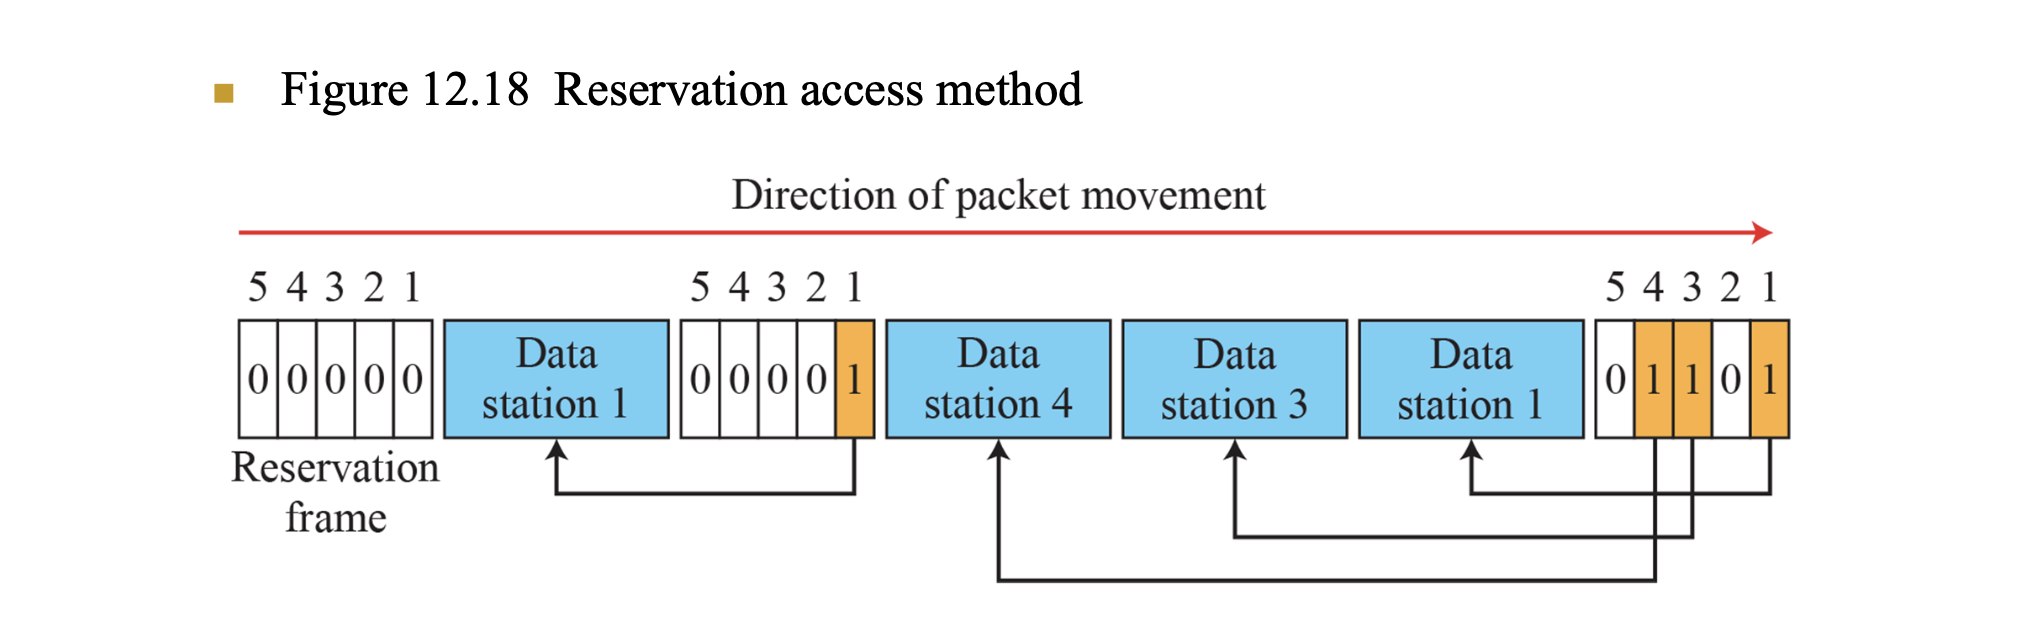 Figure 12.18 Reservation access method
Direction of packet movement
5 4 3 2 1
5 4 3 2 1
5 4 3 2 1
0 0 0 0 0
Data
station 1
0 0 0 0 1
Data
station 4
Data
station 3
Data
station 1
0 1 1 0 1
Reservation
frame